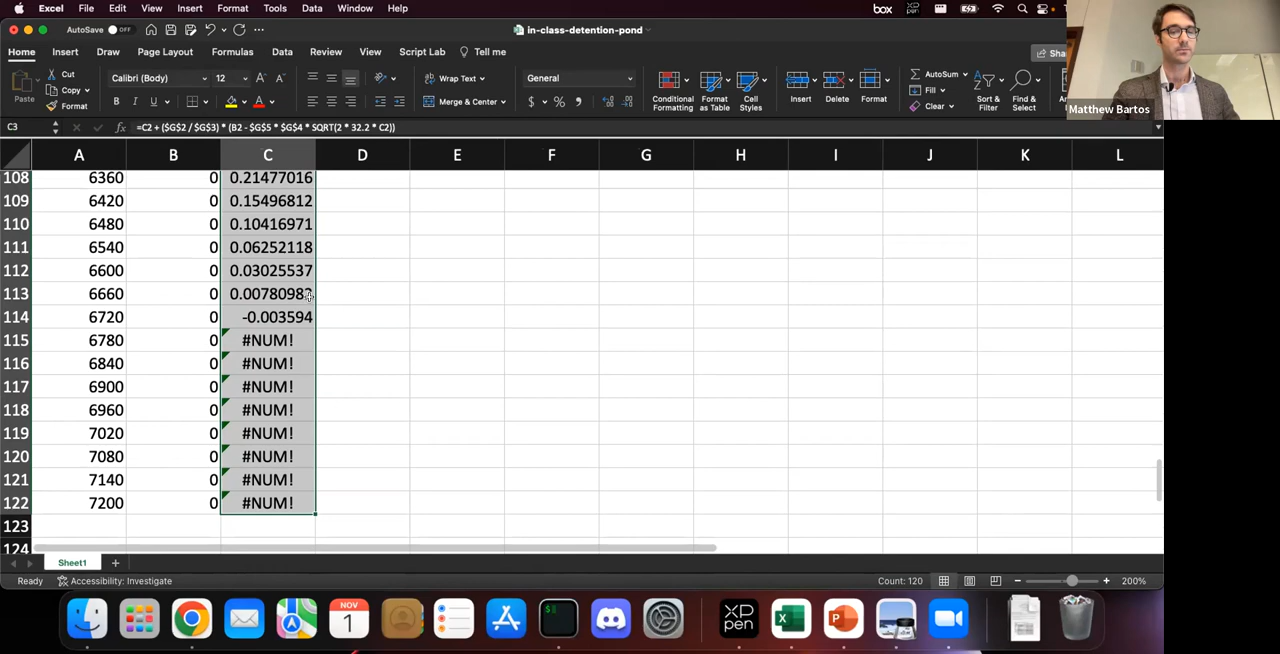 Excel File Edit View Insert Format Tools Data Window Help box
AutoSave OFF in-class-detention-pond
Home Insert Draw Page Layout Formulas Data Review View Script Lab Tell me Sha
Paste Cut Copy Format Calibri (Body) 12 Wrap Text Merge & Center General Conditional Formatting Format as Table Cell Styles Insert Delete Format AutoSum Fill Clear Sort & Filter Find & Select
Matthew Bartos
C3 fx =C2 + ($G$2 / $G$3) * (B2 - $G$5 * $G$4 * SQRT(2 * 32.2 * C2))
A B C D E F G H I J K L
108 6360 0 0.21477016
109 6420 0 0.15496812
110 6480 0 0.10416971
111 6540 0 0.06252118
112 6600 0 0.03025537
113 6660 0
114 6720 0 -0.003594
115 6780 0 #NUM!
116 6840 0 #NUM!
117 6900 0 #NUM!
118 6960 0 #NUM!
119 7020 0 #NUM!
120 7080 0 #NUM!
121 7140 0 #NUM!
122 7200 0 #NUM!
123
124
Sheet1 +
Ready Accessibility: Investigate Count: 120 200%
NOV
1
XP
PEN